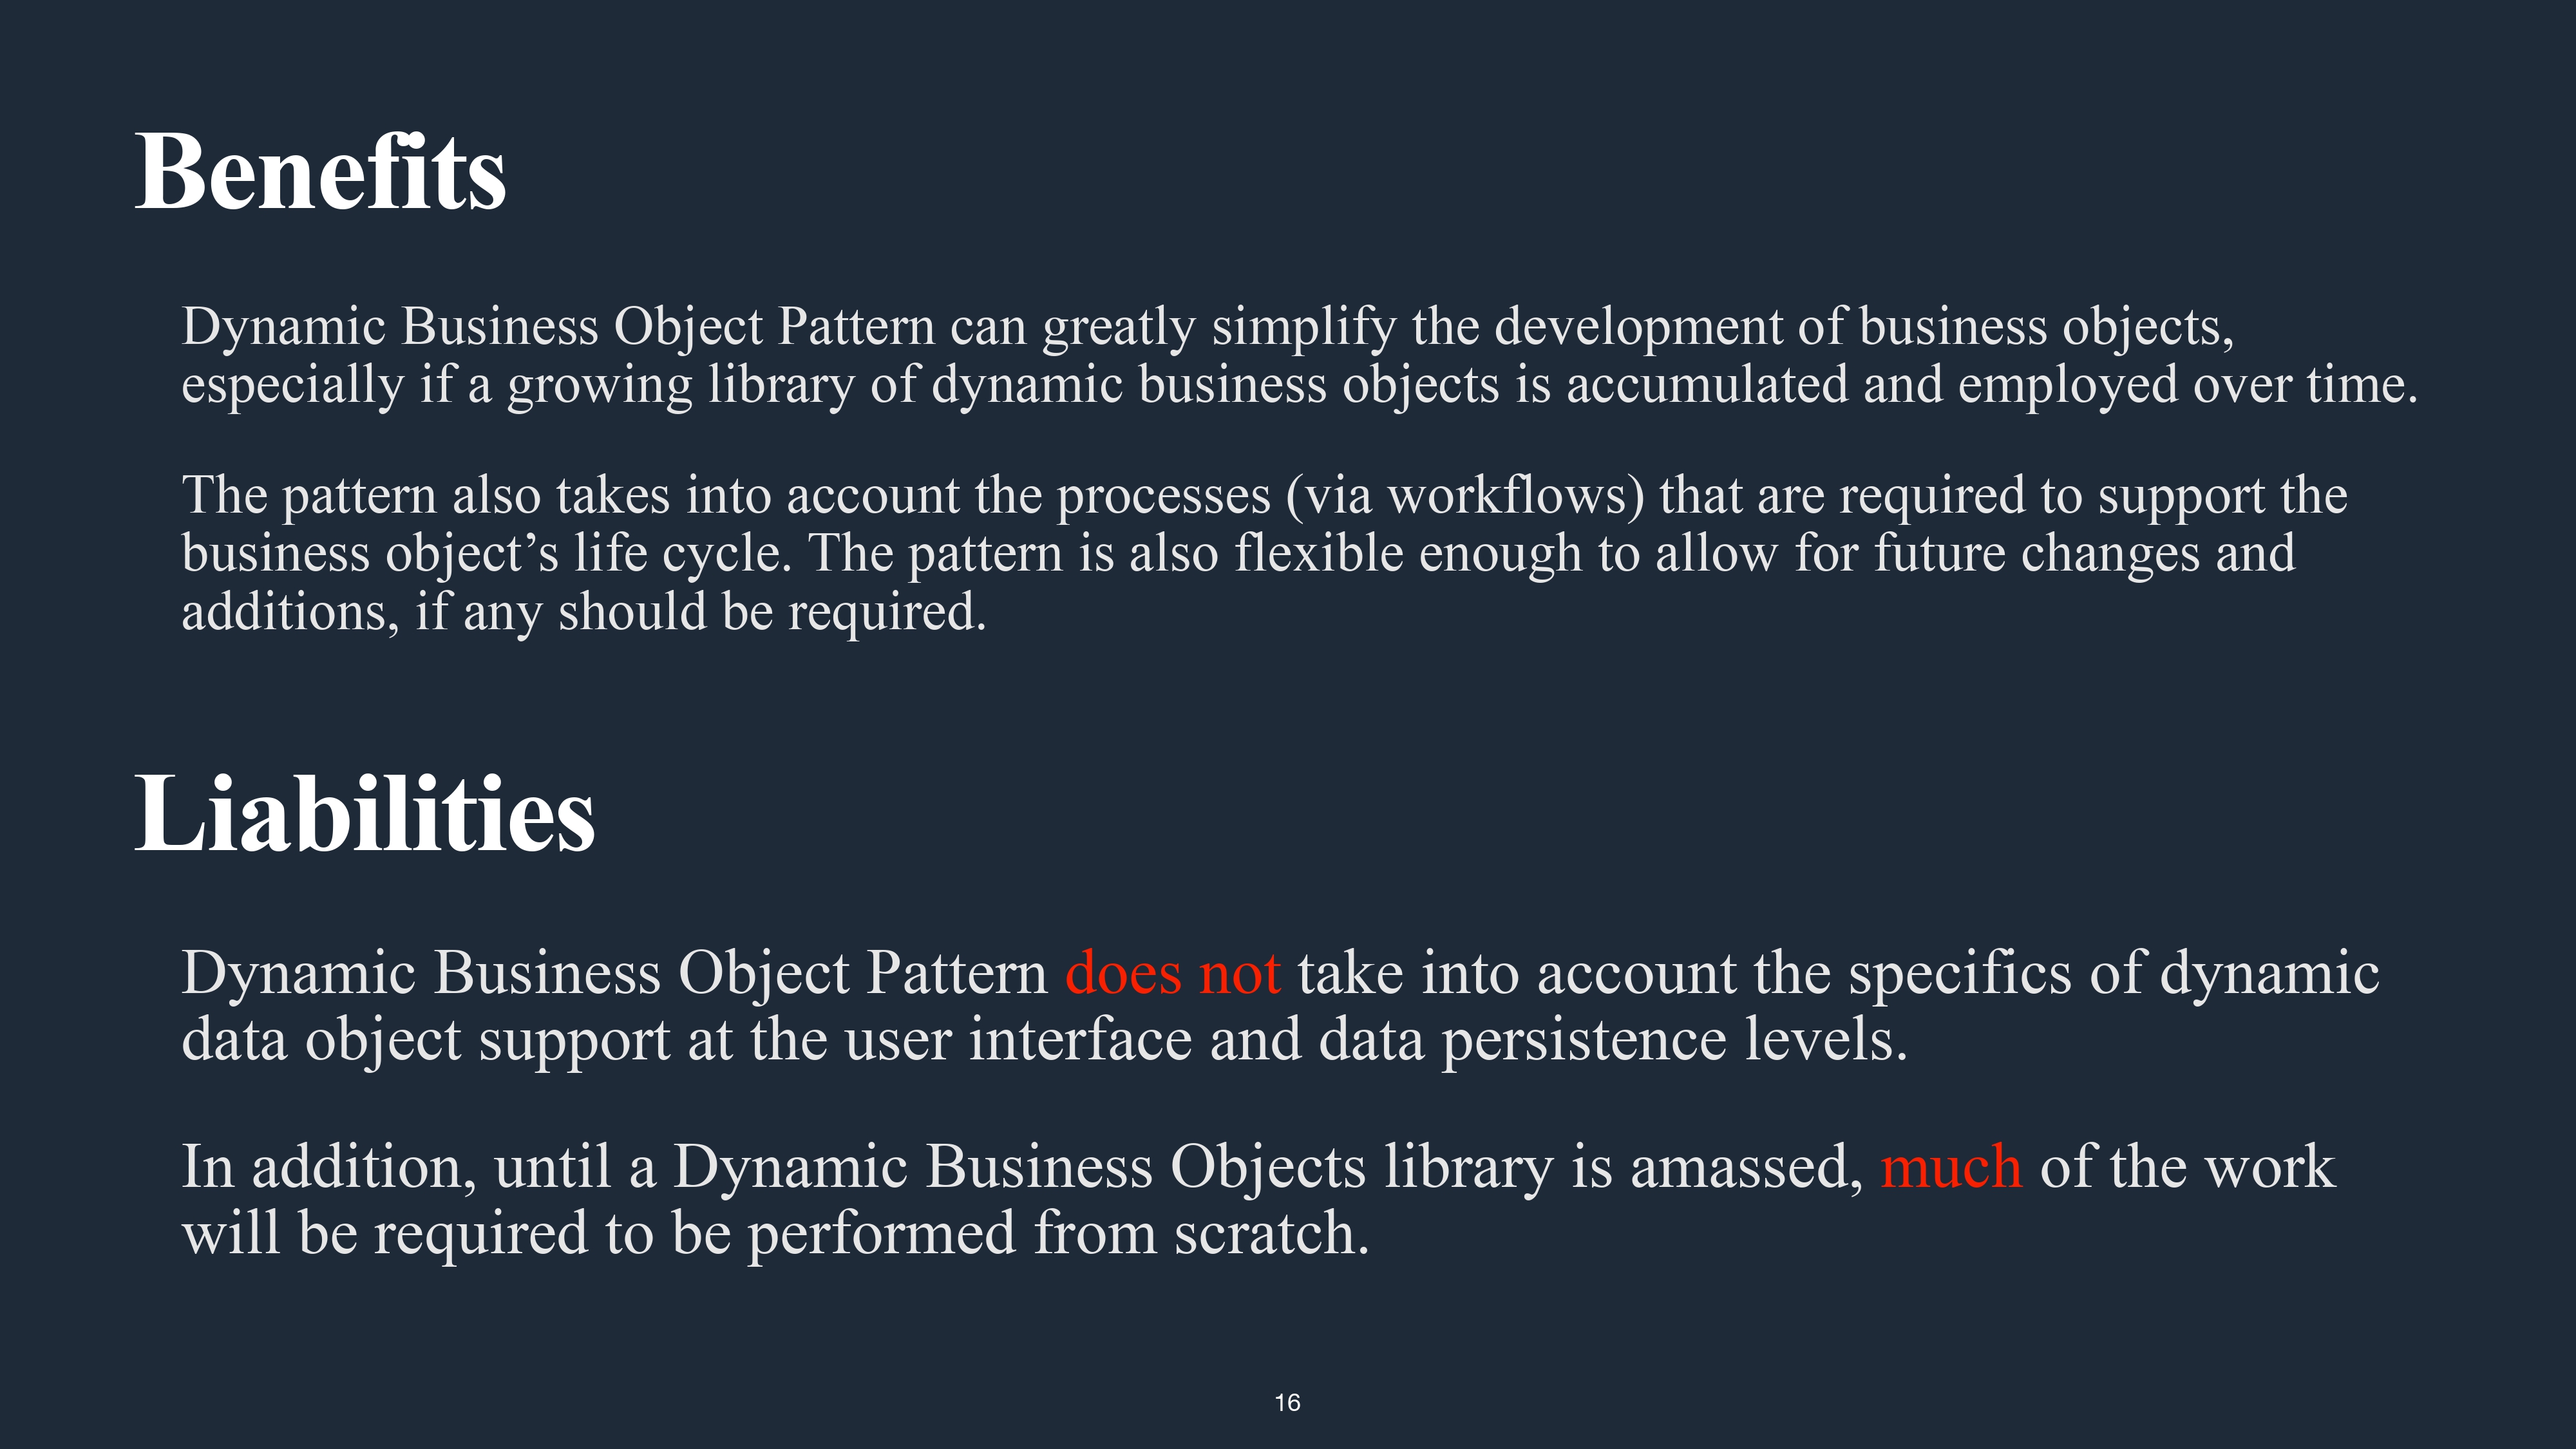 Benefits
Dynamic Business Object Pattern can greatly simplify the development of business objects,
especially if a growing library of dynamic business objects is accumulated and employed over time.
The pattern also takes into account the processes (via workflows) that are required to support the
business object’s life cycle. The pattern is also flexible enough to allow for future changes and
additions, if any should be required.
Liabilities
Dynamic Business Object Pattern does not take into account the specifics of dynamic
data object support at the user interface and data persistence levels.
In addition, until a Dynamic Business Objects library is amassed, much of the work
will be required to be performed from scratch.
16